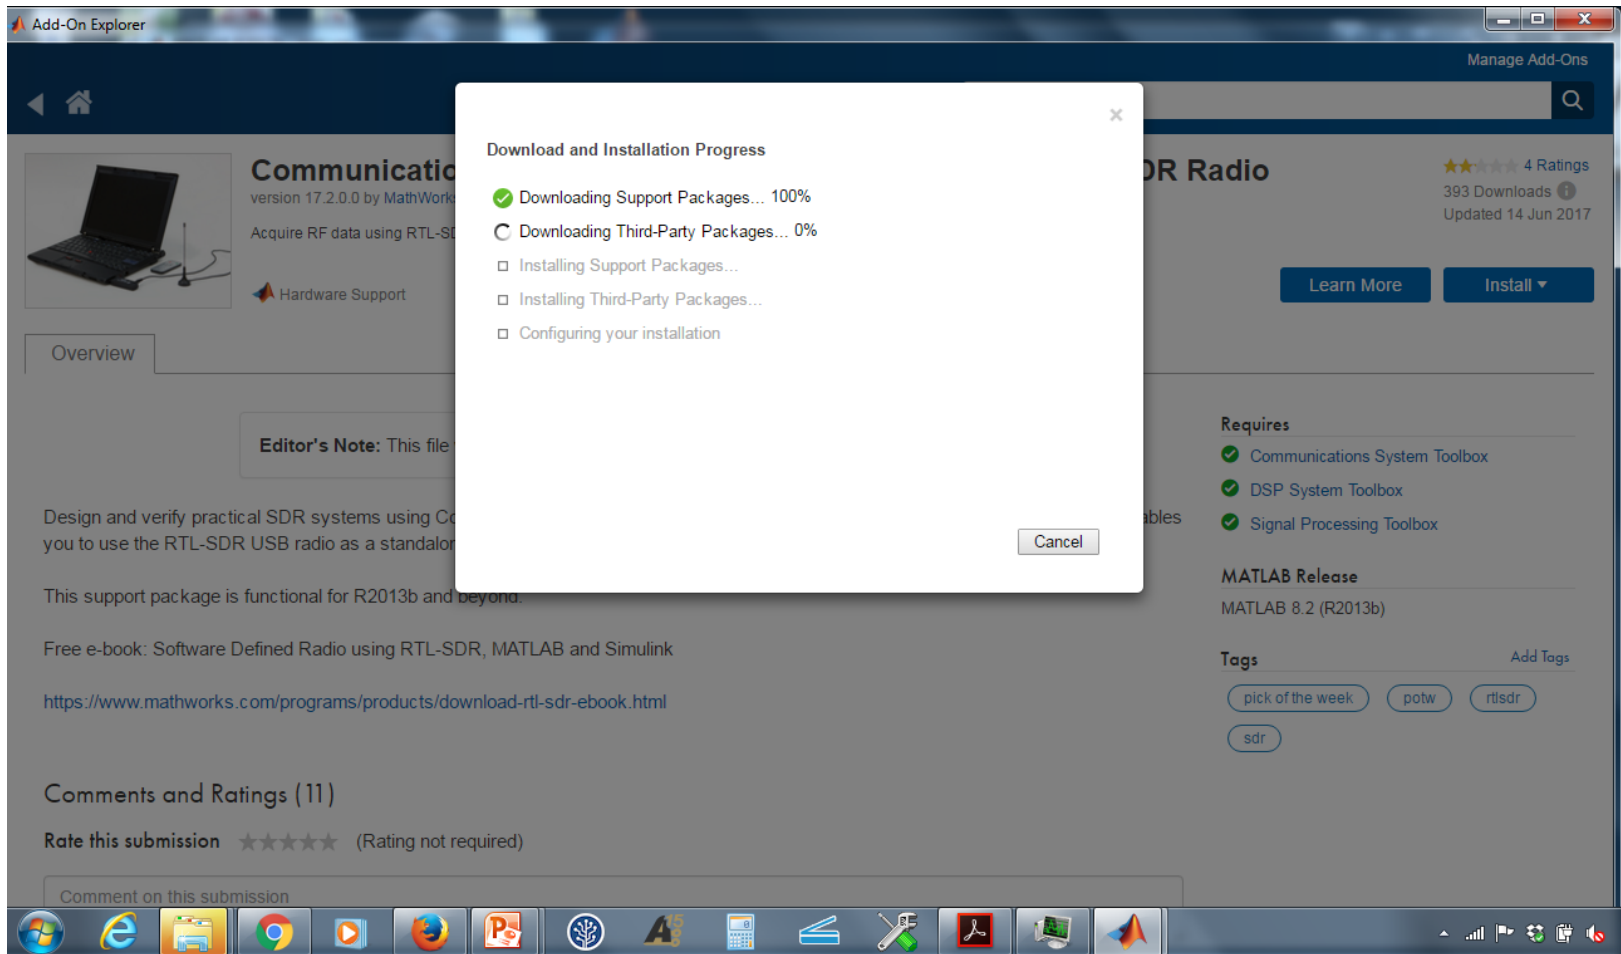 Add-On Explorer
Manage Add-Ons
Download and Installation Progress
Downloading Support Packages... 100%
Downloading Third-Party Packages... 0%
Installing Support Packages...
Installing Third-Party Packages...
Configuring your installation
Cancel
Communicatio
DR Radio
version 17.2.0.0 by MathWorks
Acquire RF data using RTL-SD
Hardware Support
4 Ratings
393 Downloads
Updated 14 Jun 2017
Learn More
Install
Overview
Editor's Note: This file
Design and verify practical SDR systems using Co ables
you to use the RTL-SDR USB radio as a standalon
This support package is functional for R2013b and beyond.
Free e-book: Software Defined Radio using RTL-SDR, MATLAB and Simulink
https://www.mathworks.com/programs/products/download-rtl-sdr-ebook.html
Requires
Communications System Toolbox
DSP System Toolbox
Signal Processing Toolbox
MATLAB Release
MATLAB 8.2 (R2013b)
Tags
Add Tags
pick of the week
potw
rtlsdr
sdr
Comments and Ratings (11)
Rate this submission (Rating not required)
Comment on this submission